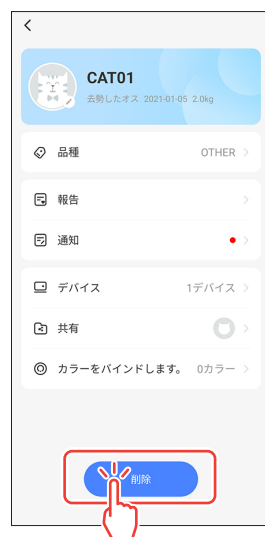 CAT01
去勢したオス 2021-01-05 2.0kg
品種 OTHER
報告
通知
デバイス 1デバイス
共有
カラーをバインドします。 0カラー
削除